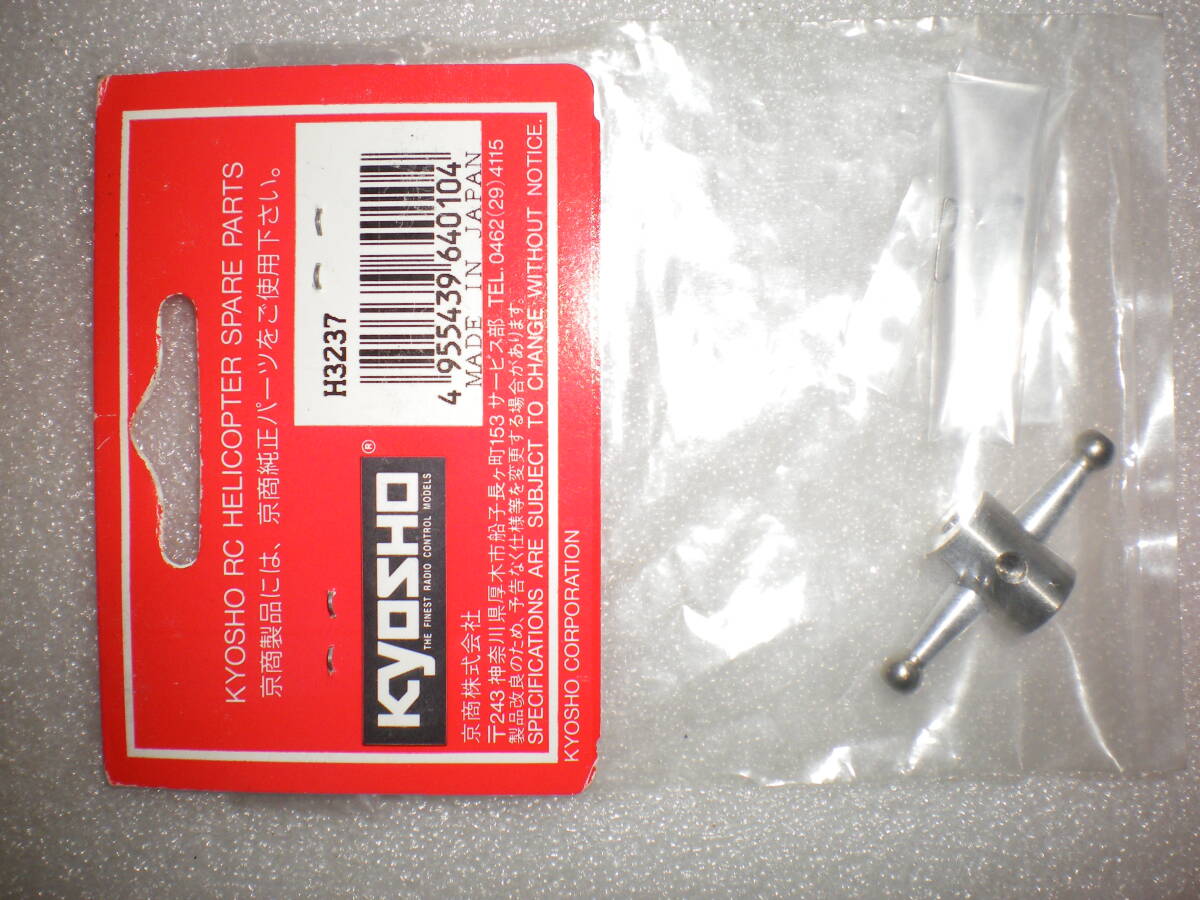 KYOSHO RC HELICOPTER SPARE PARTS
京商製品には、京商純正パーツをご使用下さい。
H3237
4 955439 640104
MADE IN JAPAN
KYOSHO®
THE FINEST RADIO CONTROL MODELS
京商株式会社
〒243 神奈川県厚木市船子長ヶ町153 サービス部 TEL. 0462(29)4115
製品改良のため、予告なく仕様等を変更する場合があります。
SPECIFICATIONS ARE SUBJECT TO CHANGE WITHOUT NOTICE.
KYOSHO CORPORATION